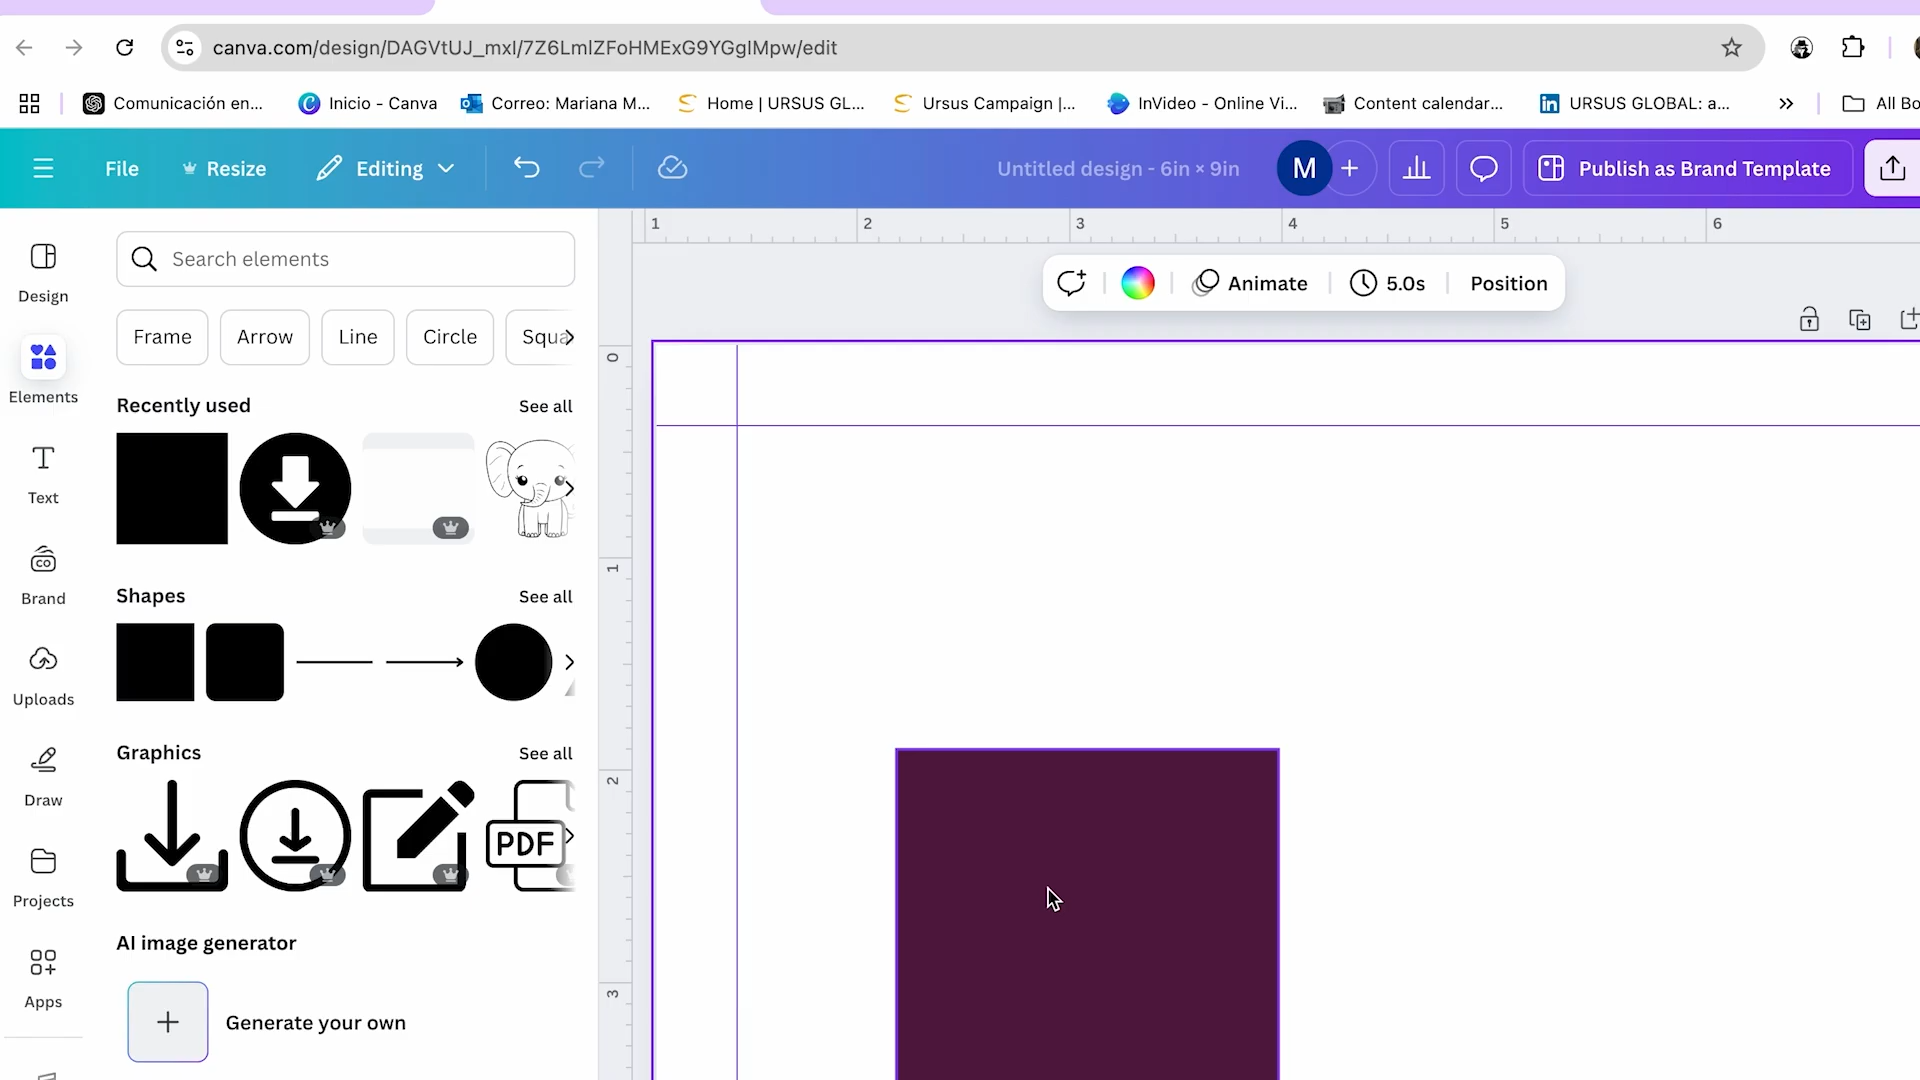 canva.com/design/DAGVtUJ_mxI/7Z6LmIZFoHMExG9YGgIMpw/edit
Comunicación en...
Inicio - Canva
Correo: Mariana M...
Home | URSUS GL...
Ursus Campaign |...
InVideo - Online Vi...
Content calendar...
URSUS GLOBAL: a...
All Bo
File
Resize
Editing
Untitled design - 6in × 9in
M
Publish as Brand Template
1 2 3 4 5 6
Search elements
Design
Animate
5.0s
Position
Frame
Arrow
Line
Circle
Squa
0
Elements
Recently used
See all
Text
1
Brand
Shapes
See all
Uploads
Graphics
See all
2
Draw
PDF
Projects
AI image generator
3
Apps
Generate your own